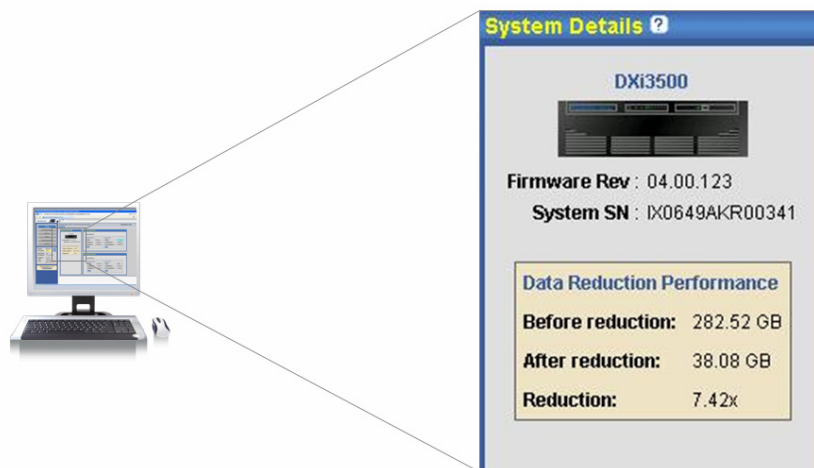 System Details ?
DXi3500
Firmware Rev : 04.00.123
System SN : IX0649AKR00341
Data Reduction Performance
Before reduction: 282.52 GB
After reduction: 38.08 GB
Reduction: 7.42x